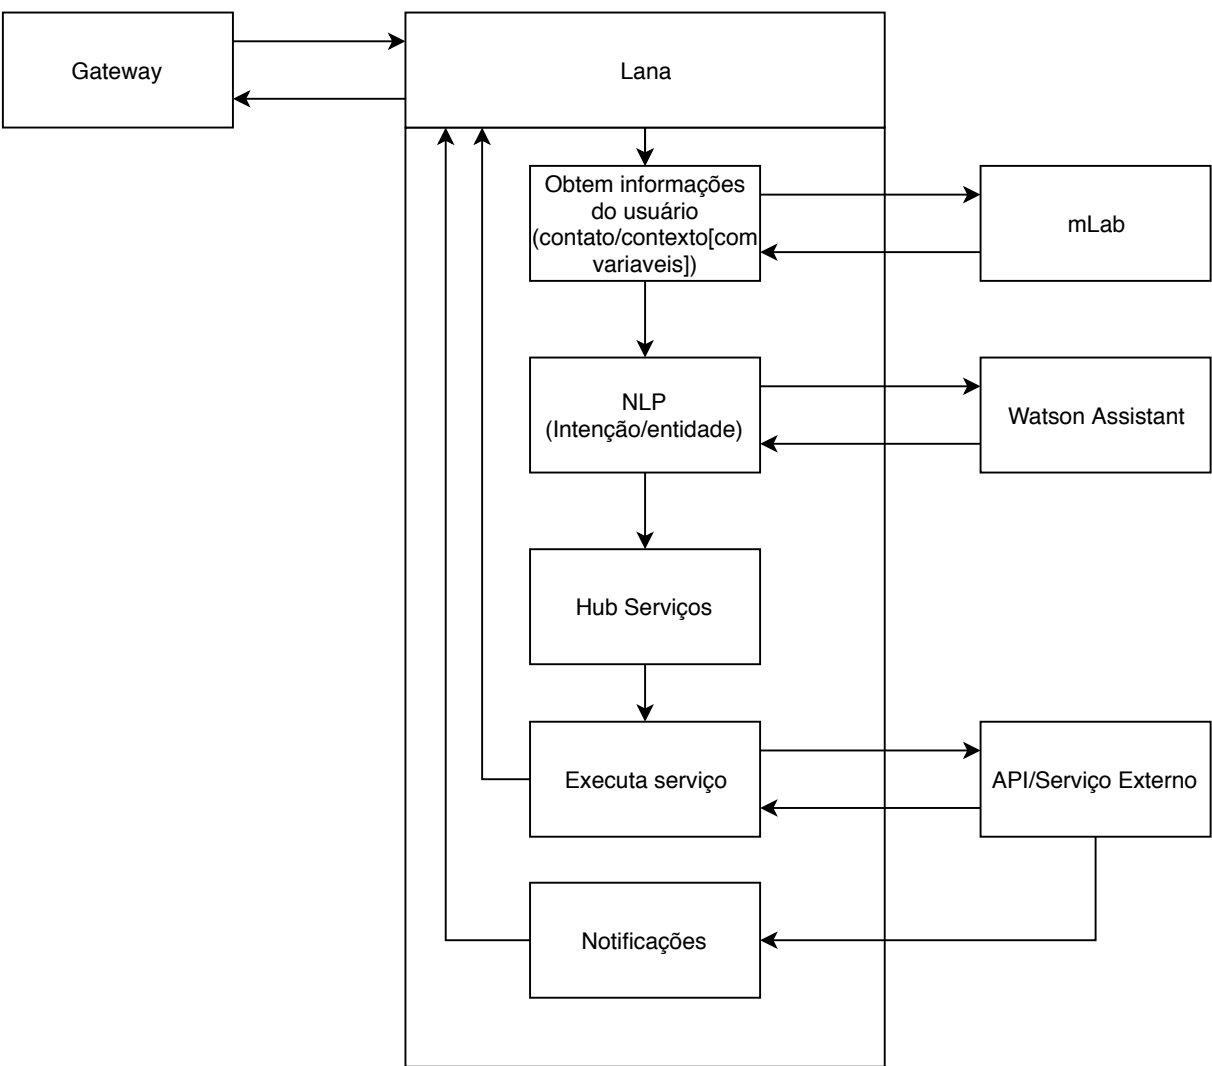 Gateway
Lana
Obtem informações
do usuário
(contato/contexto[com
variaveis])
mLab
NLP
(Intenção/entidade)
Watson Assistant
Hub Serviços
Executa serviço
API/Serviço Externo
Notificações